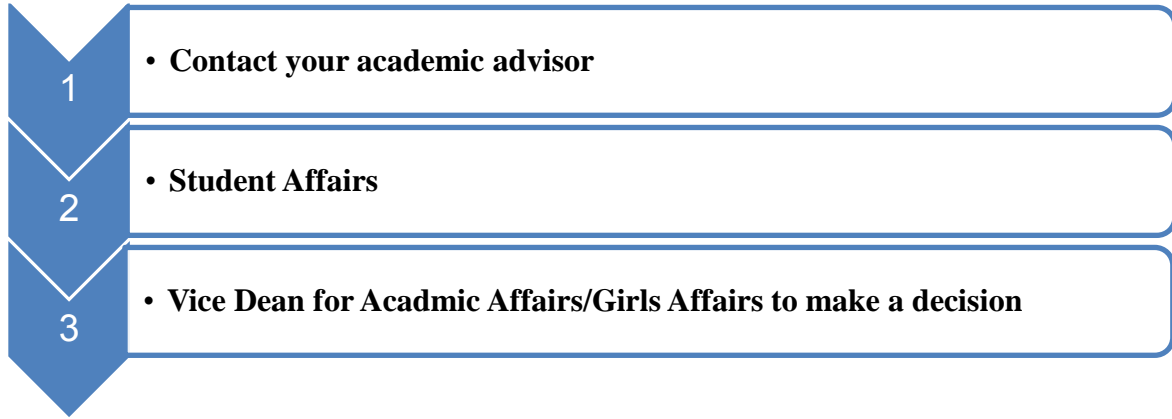 1
• Contact your academic advisor
2
• Student Affairs
3
• Vice Dean for Acadmic Affairs/Girls Affairs to make a decision